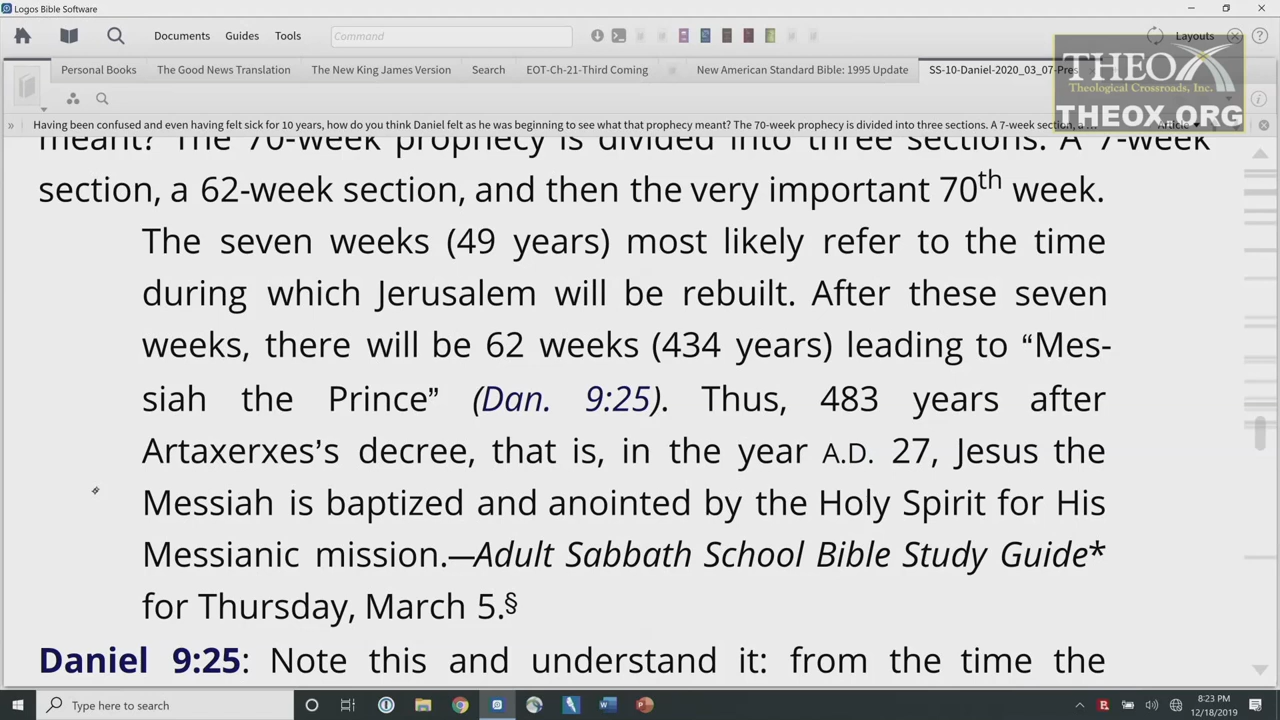 Logos Bible Software
Documents Guides Tools Command Layouts
Personal Books The Good News Translation The New King James Version Search EOT-Ch-21-Third Coming New American Standard Bible: 1995 Update SS-10-Daniel-2020_03_07-Pres
THEOX
Theological Crossroads, Inc.
THEOX.ORG
Having been confused and even having felt sick for 10 years, how do you think Daniel felt as he was beginning to see what that prophecy meant? The 70-week prophecy is divided into three sections. A 7-week section, a ... Article
meant? The 70-week prophecy is divided into three sections. A 7-week
section, a 62-week section, and then the very important 70th week.
The seven weeks (49 years) most likely refer to the time
during which Jerusalem will be rebuilt. After these seven
weeks, there will be 62 weeks (434 years) leading to “Mes-
siah the Prince” (Dan. 9:25). Thus, 483 years after
Artaxerxes’s decree, that is, in the year A.D. 27, Jesus the
Messiah is baptized and anointed by the Holy Spirit for His
Messianic mission.—Adult Sabbath School Bible Study Guide*
for Thursday, March 5.§
Daniel 9:25: Note this and understand it: from the time the
Type here to search
8:23 PM
12/18/2019